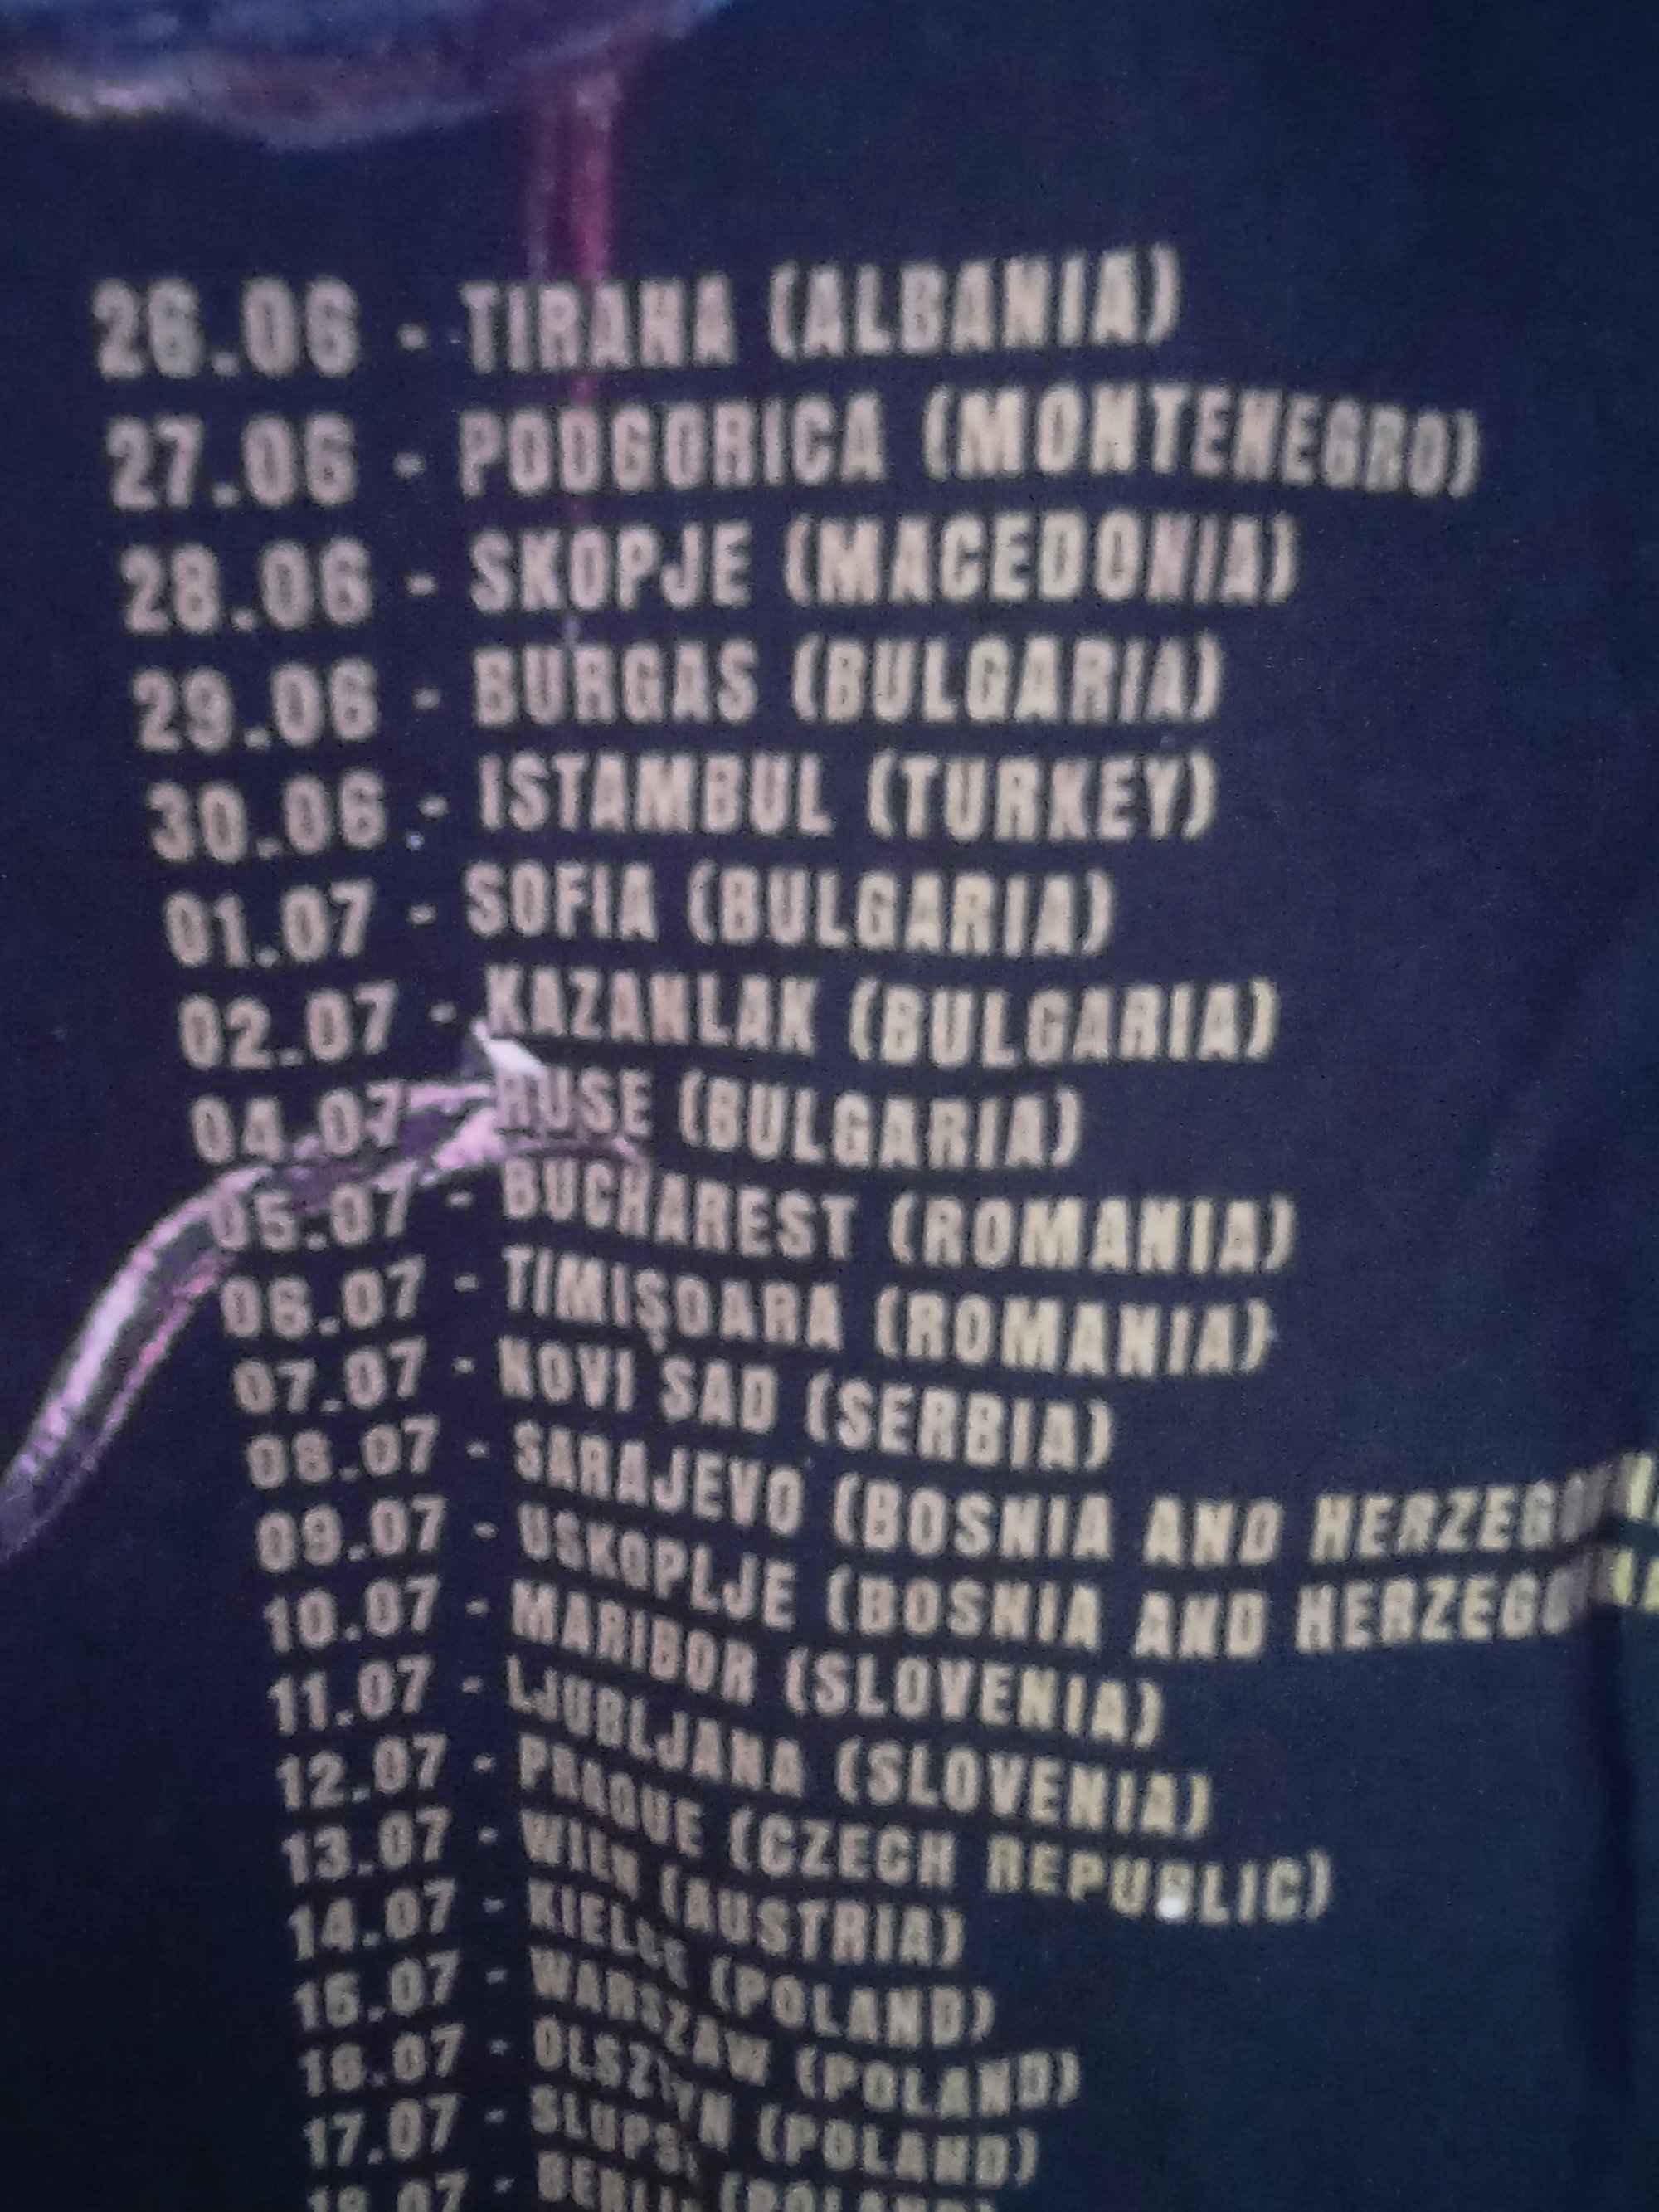 26.06 - TIRANA (ALBANIA)
27.06 - PODGORICA (MONTENEGRO)
28.06 - SKOPJE (MACEDONIA)
29.06 - BURGAS (BULGARIA)
30.06 - ISTAMBUL (TURKEY)
01.07 - SOFIA (BULGARIA)
02.07 - KAZANLAK (BULGARIA)
04.07 RUSE (BULGARIA)
05.07 - BUCHAREST (ROMANIA)
06.07 - TIMIŞOARA (ROMANIA)
07.07 - NOVI SAD (SERBIA)
08.07 - SARAJEVO (BOSNIA AND
09.07 - USKOPLJE (BOSNIA AND
10.07 - MARIBOR (SLOVENIA)
11.07 - LJUBLJANA (SLOVENIA)
12.07 - PRAGUE (CZECH REPUBLIC)
13.07 - WIEN (AUSTRIA)
14.07 - KIELCE (POLAND)
15.07 - WARSZAW (POLAND)
16.07 - OLSZTYN (POLAND)
17.07 - (POLAND)